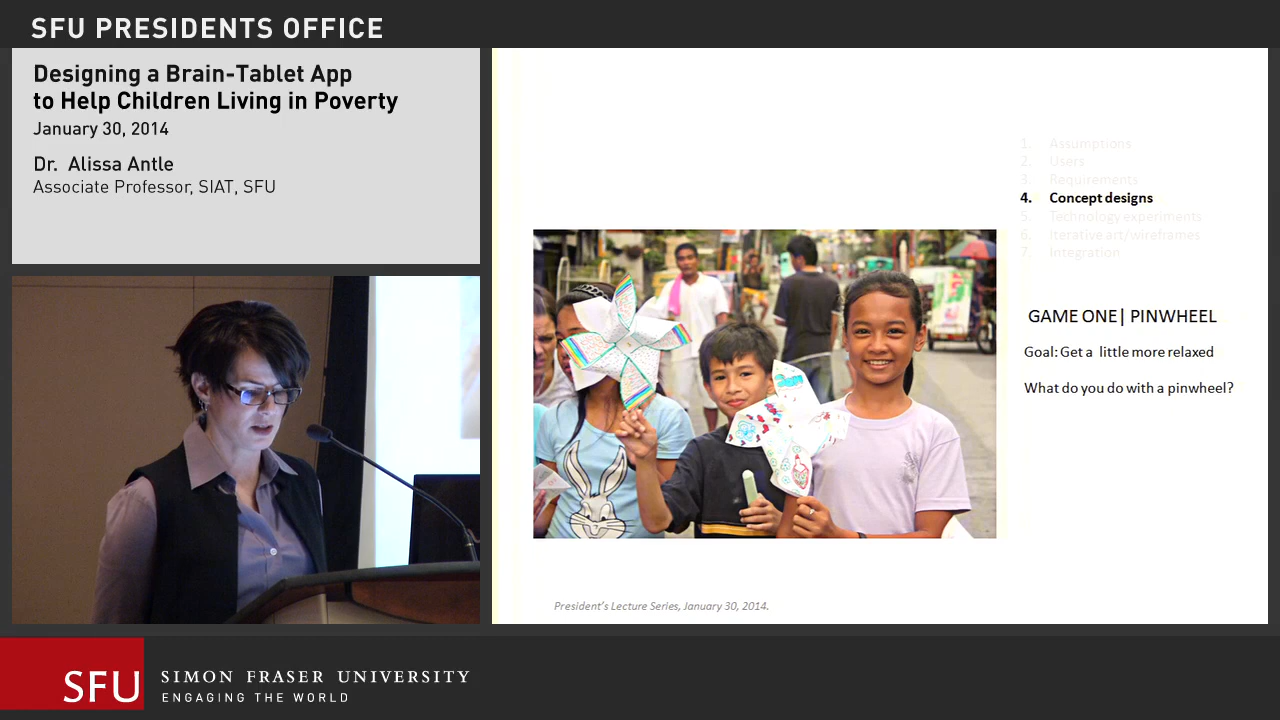 SFU PRESIDENTS OFFICE
Designing a Brain-Tablet App
to Help Children Living in Poverty
January 30, 2014
Dr. Alissa Antle
Associate Professor, SIAT, SFU
1. Assumptions
2. Users
3. Requirements
4. Concept designs
5. Technology experiments
6. Iterative art/wireframes
7. Integration
GAME ONE| PINWHEEL
Goal: Get a little more relaxed
What do you do with a pinwheel?
President's Lecture Series, January 30, 2014.
SFU
SIMON FRASER UNIVERSITY
ENGAGING THE WORLD